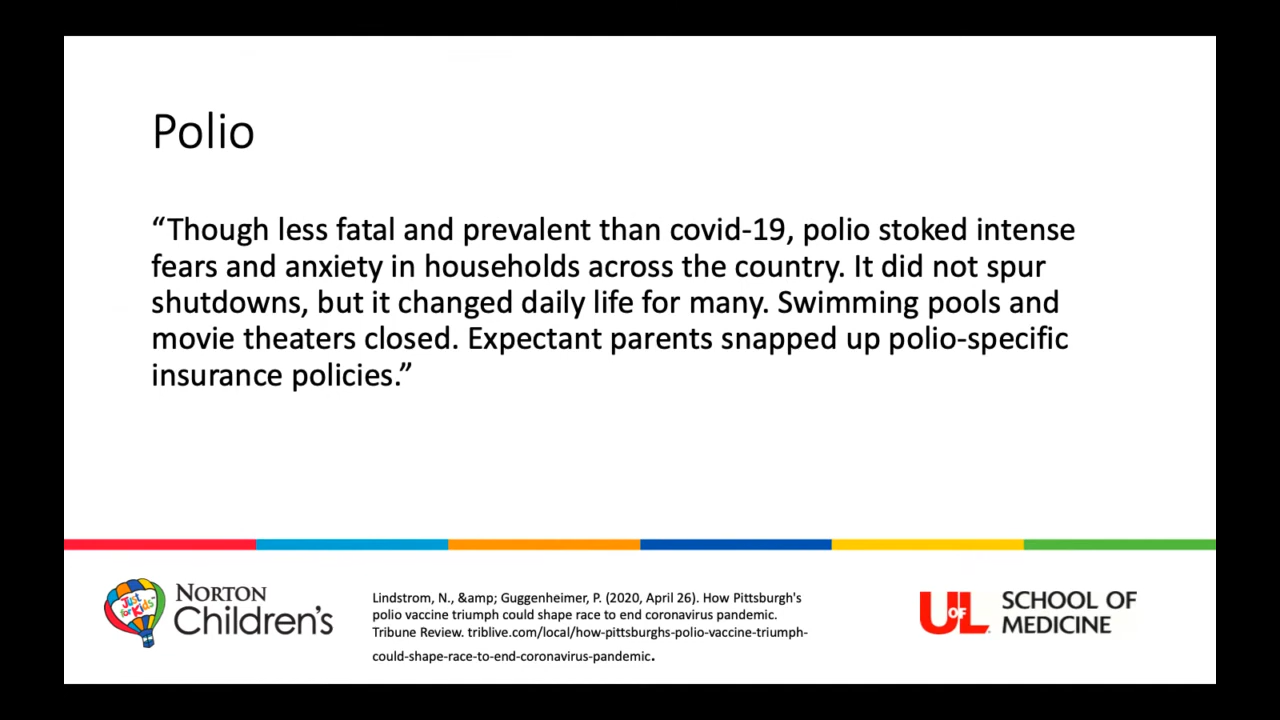 Polio
“Though less fatal and prevalent than covid-19, polio stoked intense
fears and anxiety in households across the country. It did not spur
shutdowns, but it changed daily life for many. Swimming pools and
movie theaters closed. Expectant parents snapped up polio-specific
insurance policies.”
Just
for Kids
NORTON
Children's
Lindstrom, N., &amp; Guggenheimer, P. (2020, April 26). How Pittsburgh's
polio vaccine triumph could shape race to end coronavirus pandemic.
Tribune Review. triblive.com/local/how-pittsburghs-polio-vaccine-triumph-
could-shape-race-to-end-coronavirus-pandemic.
UOFL
SCHOOL OF
MEDICINE